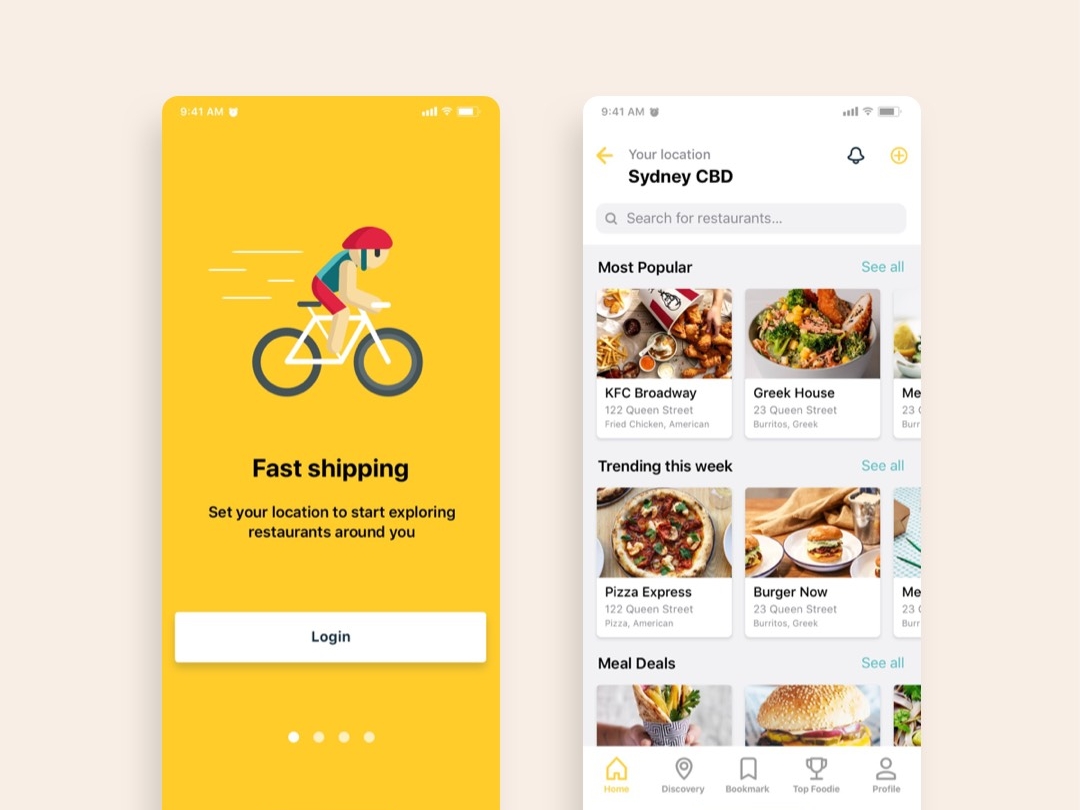 9:41 AM
Fast shipping
Set your location to start exploring
restaurants around you
Login
9:41 AM
Your location
Sydney CBD
Search for restaurants...
Most Popular
See all
KFC Broadway
122 Queen Street
Fried Chicken, American
Greek House
23 Queen Street
Burritos, Greek
Me
23
Burr
Trending this week
See all
Pizza Express
122 Queen Street
Pizza, American
Burger Now
23 Queen Street
Burritos, Greek
Me
23
Burr
Meal Deals
See all
Home
Discovery
Bookmark
Top Foodie
Profile